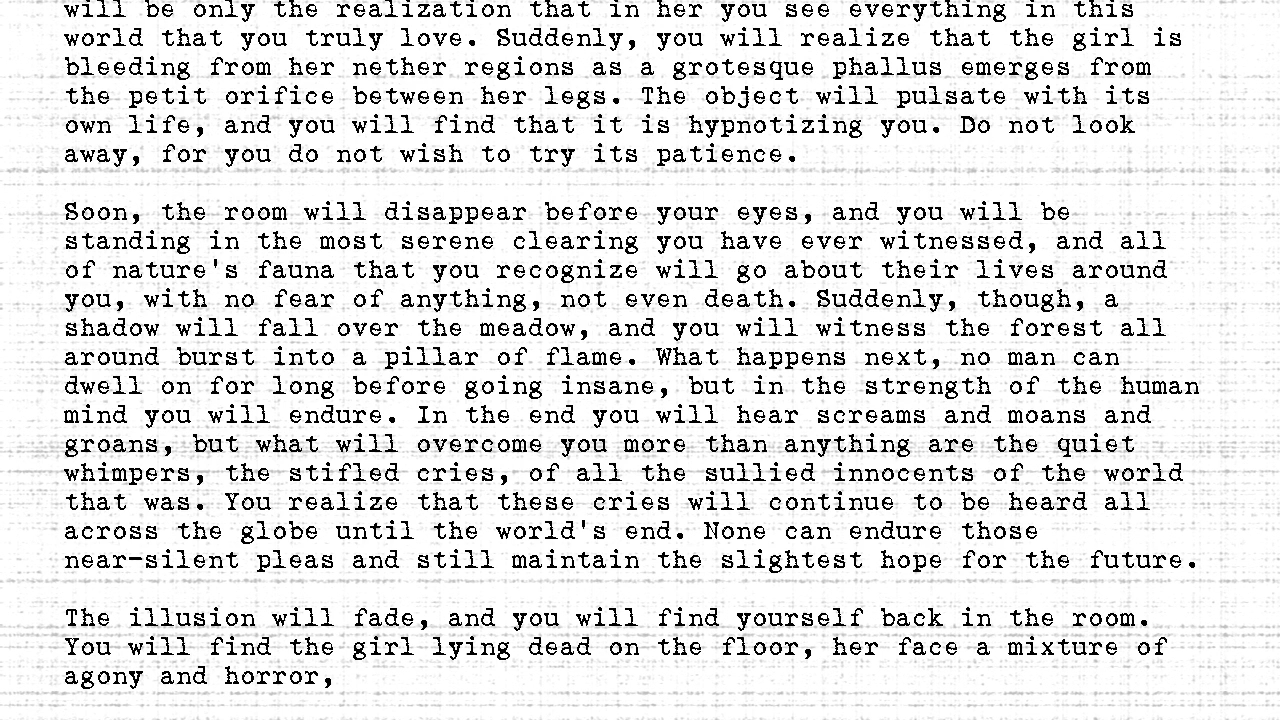 will be only the realization that in her you see everything in this
world that you truly love. Suddenly, you will realize that the girl is
bleeding from her nether regions as a grotesque phallus emerges from
the petit orifice between her legs. The object will pulsate with its
own life, and you will find that it is hypnotizing you. Do not look
away, for you do not wish to try its patience.
Soon, the room will disappear before your eyes, and you will be
standing in the most serene clearing you have ever witnessed, and all
of nature's fauna that you recognize will go about their lives around
you, with no fear of anything, not even death. Suddenly, though, a
shadow will fall over the meadow, and you will witness the forest all
around burst into a pillar of flame. What happens next, no man can
dwell on for long before going insane, but in the strength of the human
mind you will endure. In the end you will hear screams and moans and
groans, but what will overcome you more than anything are the quiet
whimpers, the stifled cries, of all the sullied innocents of the world
that was. You realize that these cries will continue to be heard all
across the globe until the world's end. None can endure those
near-silent pleas and still maintain the slightest hope for the future.
The illusion will fade, and you will find yourself back in the room.
You will find the girl lying dead on the floor, her face a mixture of
agony and horror,